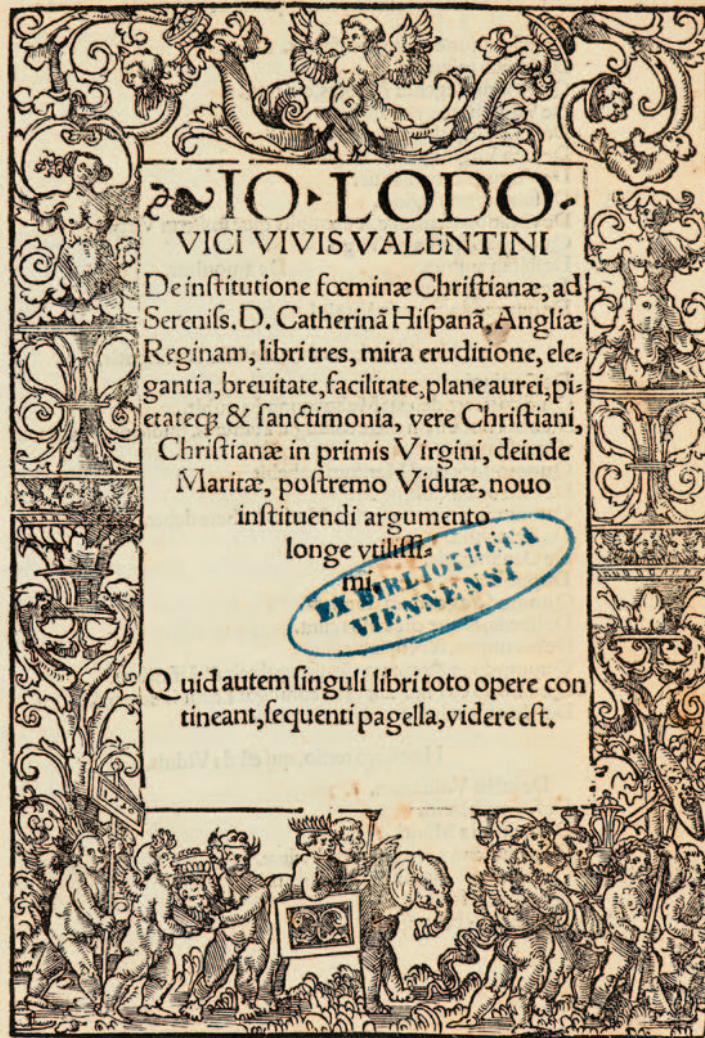 IO▸LODO⸗
VICI VIVIS VALENTINI
De inſtitutione fœminæ Chriſtianæ, ad
Sereniſs. D. Catherinã Hiſpanã, Angliæ
Reginam, libri tres, mira eruditione, ele⸗
gantia, breuitate, facilitate, plane aurei, pi⸗
etateqꝫ & ſanctimonia, vere Chriſtiani,
Chriſtianæ in primis Virgini, deinde
Maritæ, poſtremo Viduæ, nouo
inſtituendi argumento
longe vtiliſſi⸗
mi.
EX BIBLIOTHECA
VIENNENSI
Quid autem ſinguli libri toto opere con
tineant, ſequenti pagella, videre eſt.